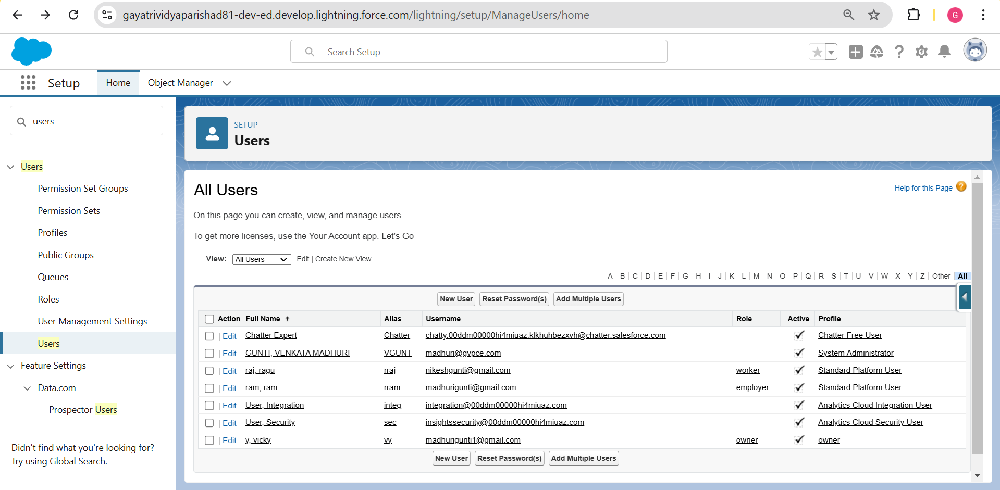 gayatrividyaparishad81-dev-ed.develop.lightning.force.com/lightning/setup/ManageUsers/home
G
Search Setup
Setup
Home
Object Manager
users
SETUP
Users
Users
Permission Set Groups
Permission Sets
Profiles
Public Groups
Queues
Roles
User Management Settings
Users
Feature Settings
Data.com
Prospector Users
Didn't find what you're looking for?
Try using Global Search.
All Users
Help for this Page ?
On this page you can create, view, and manage users.
To get more licenses, use the Your Account app. Let's Go
View: All Users Edit | Create New View
A | B | C | D | E | F | G | H | I | J | K | L | M | N | O | P | Q | R | S | T | U | V | W | X | Y | Z | Other | All
New User Reset Password(s) Add Multiple Users
Action Full Name ↑ Alias Username Role Active Profile
| Edit Chatter Expert Chatter chatty.00ddm00000hi4miuaz.klkhuhbezxvh@chatter.salesforce.com Chatter Free User
| Edit GUNTI, VENKATA MADHURI VGUNT madhuri@gvpce.com System Administrator
| Edit raj, ragu rraj nikeshgunti@gmail.com worker Standard Platform User
| Edit ram, ram rram madhurigunti@gmail.com employer Standard Platform User
| Edit User, Integration integ integration@00ddm00000hi4miuaz.com Analytics Cloud Integration User
| Edit User, Security sec insightssecurity@00ddm00000hi4miuaz.com Analytics Cloud Security User
| Edit y, vicky vy madhurigunti1@gmail.com owner owner
New User Reset Password(s) Add Multiple Users